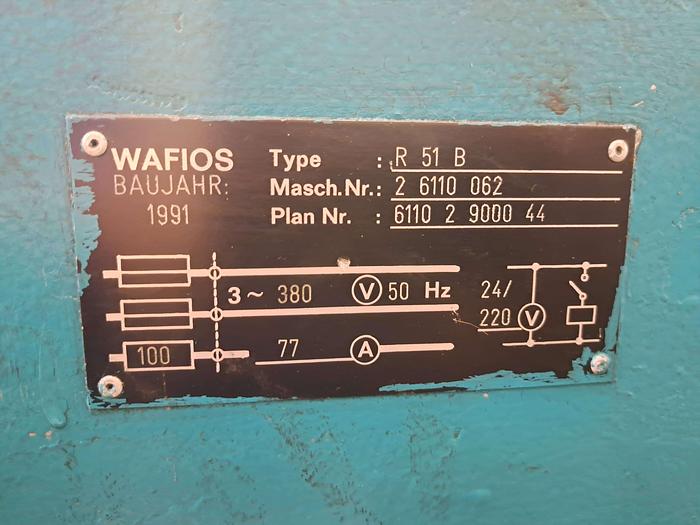 WAFIOS
BAUJAHR:
1991
Type : R 51 B
Masch.Nr.: 2 6110 062
Plan Nr. : 6110 2 9000 44
3~ 380 V 50 Hz
24/
220 V
100
77 A